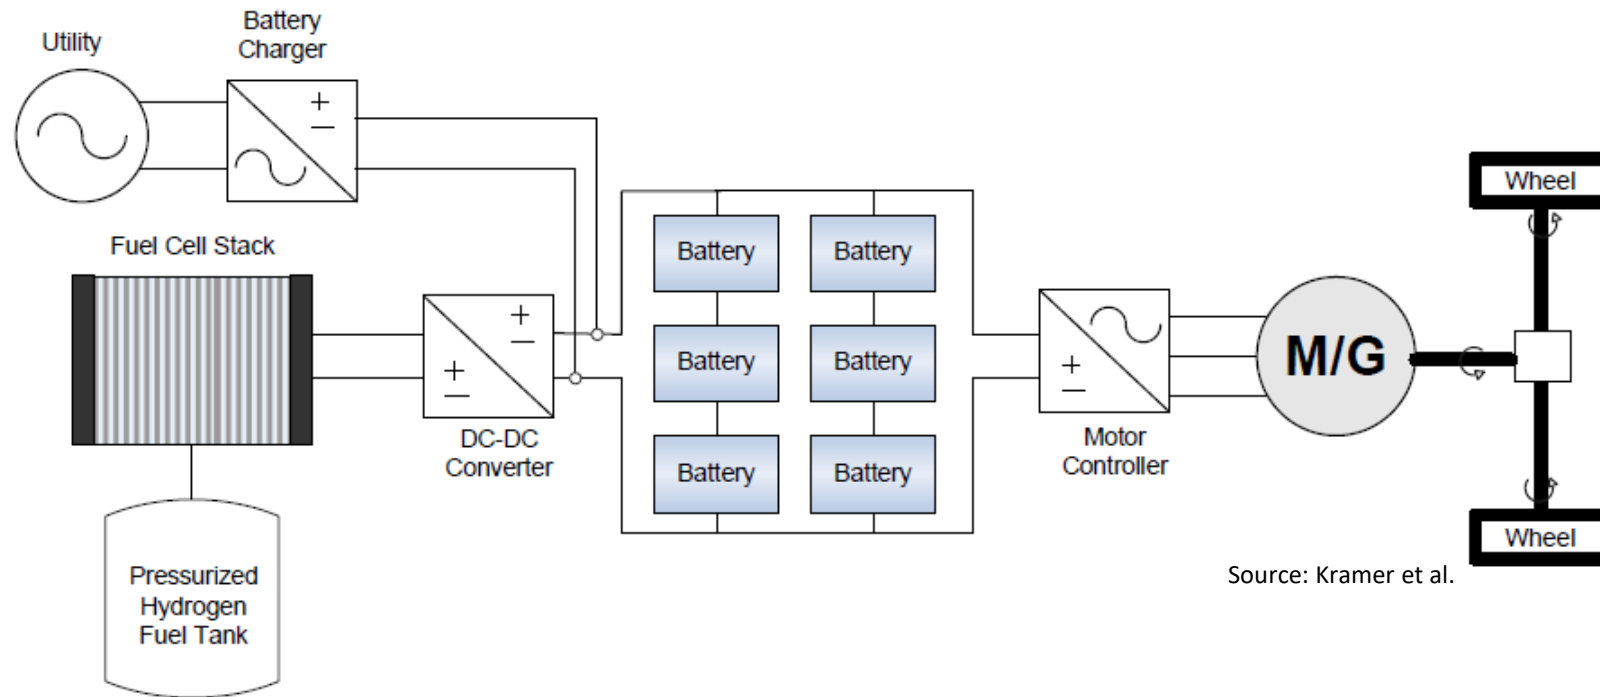 Utility
Battery
Charger
Fuel Cell Stack
+
−
+
−
DC-DC
Converter
Pressurized
Hydrogen
Fuel Tank
Battery
Battery
Battery
Battery
Battery
Battery
+
−
Motor
Controller
M/G
Wheel
Wheel
Source: Kramer et al.